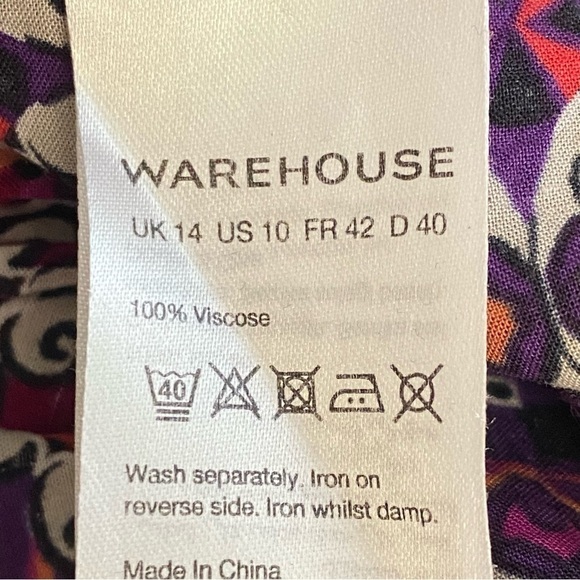 WAREHOUSE
UK 14 US 10 FR 42 D 40
100% Viscose
40
Wash separately. Iron on
reverse side. Iron whilst damp.
Made In China